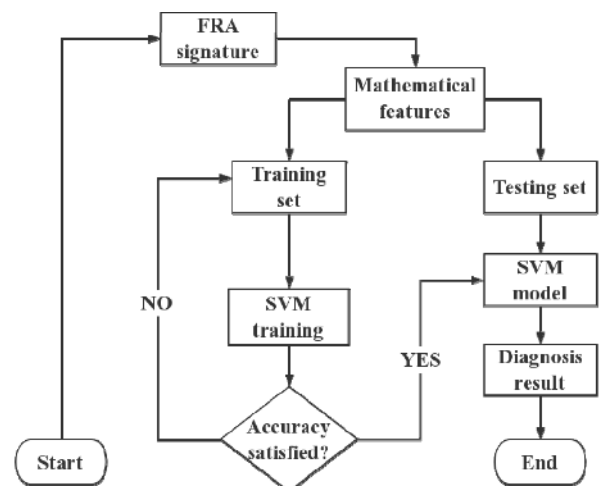 FRA
signature
Mathematical
features
Training
set
Testing set
SVM
training
SVM
model
NO
YES
Diagnosis
result
Accuracy
satisfied?
Start
End